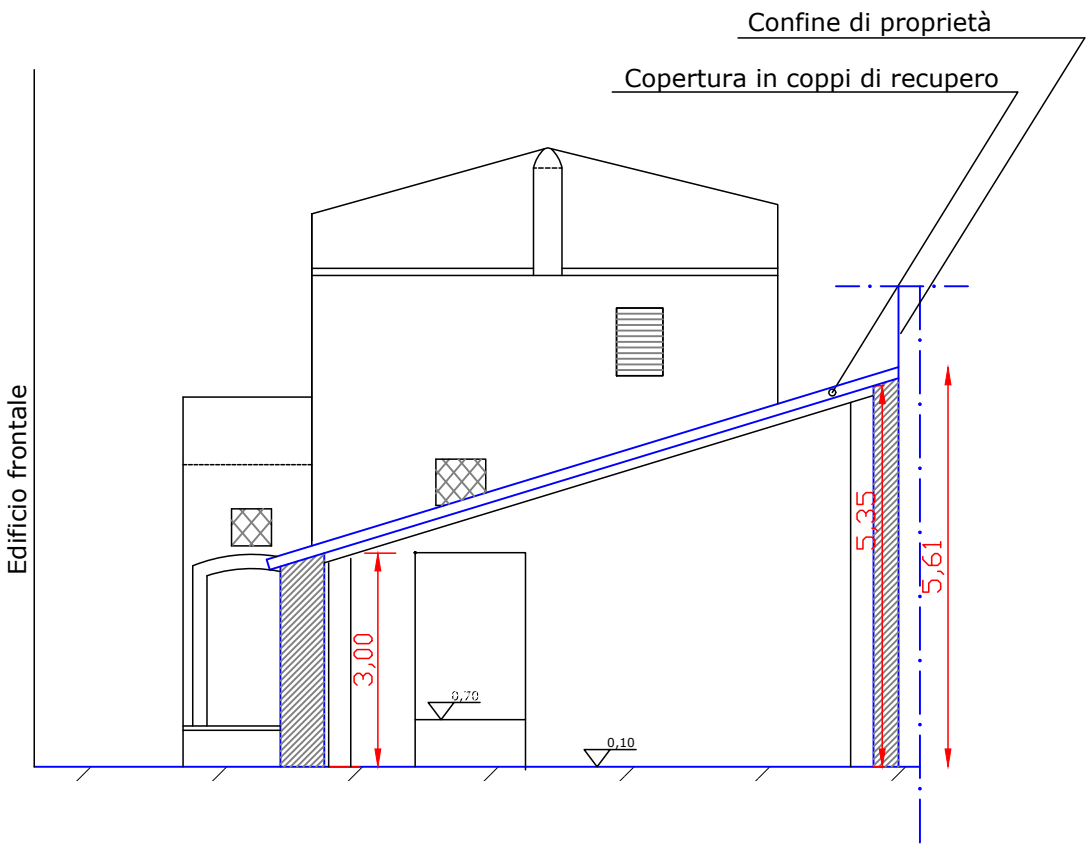 Confine di proprietà
Copertura in coppi di recupero
Edificio frontale
5,35
5,61
3,00
0,70
0,10